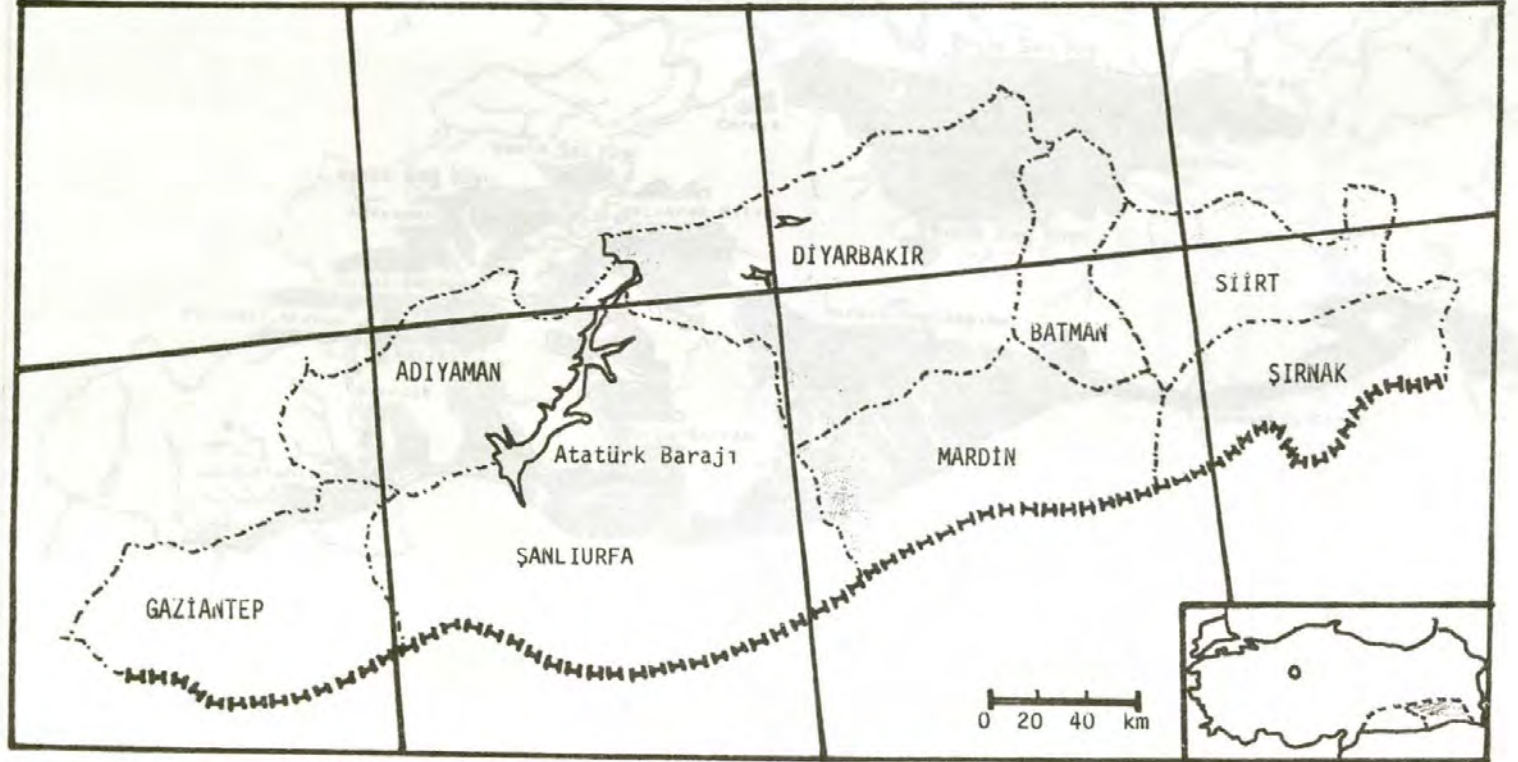 DİYARBAKIR
SİİRT
BATMAN
ADIYAMAN
ŞIRNAK
Atatürk Barajı
MARDİN
ŞANLIURFA
GAZİANTEP
0 20 40 km